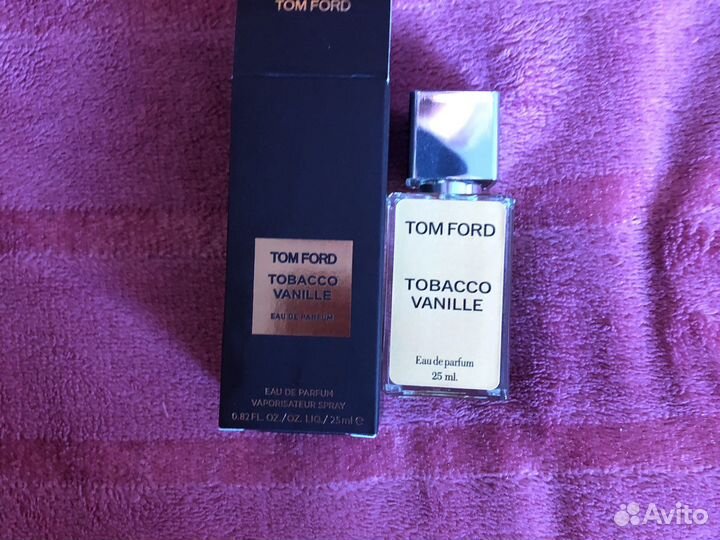 TOM FORD
TOM FORD
TOBACCO
VANILLE
EAU DE PARFUM
EAU DE PARFUM
VAPORISATEUR SPRAY
0.82 FL. OZ./OZ. LIQ./25 ml e
TOM FORD
TOBACCO
VANILLE
Eau de parfum
25 ml.
Avito